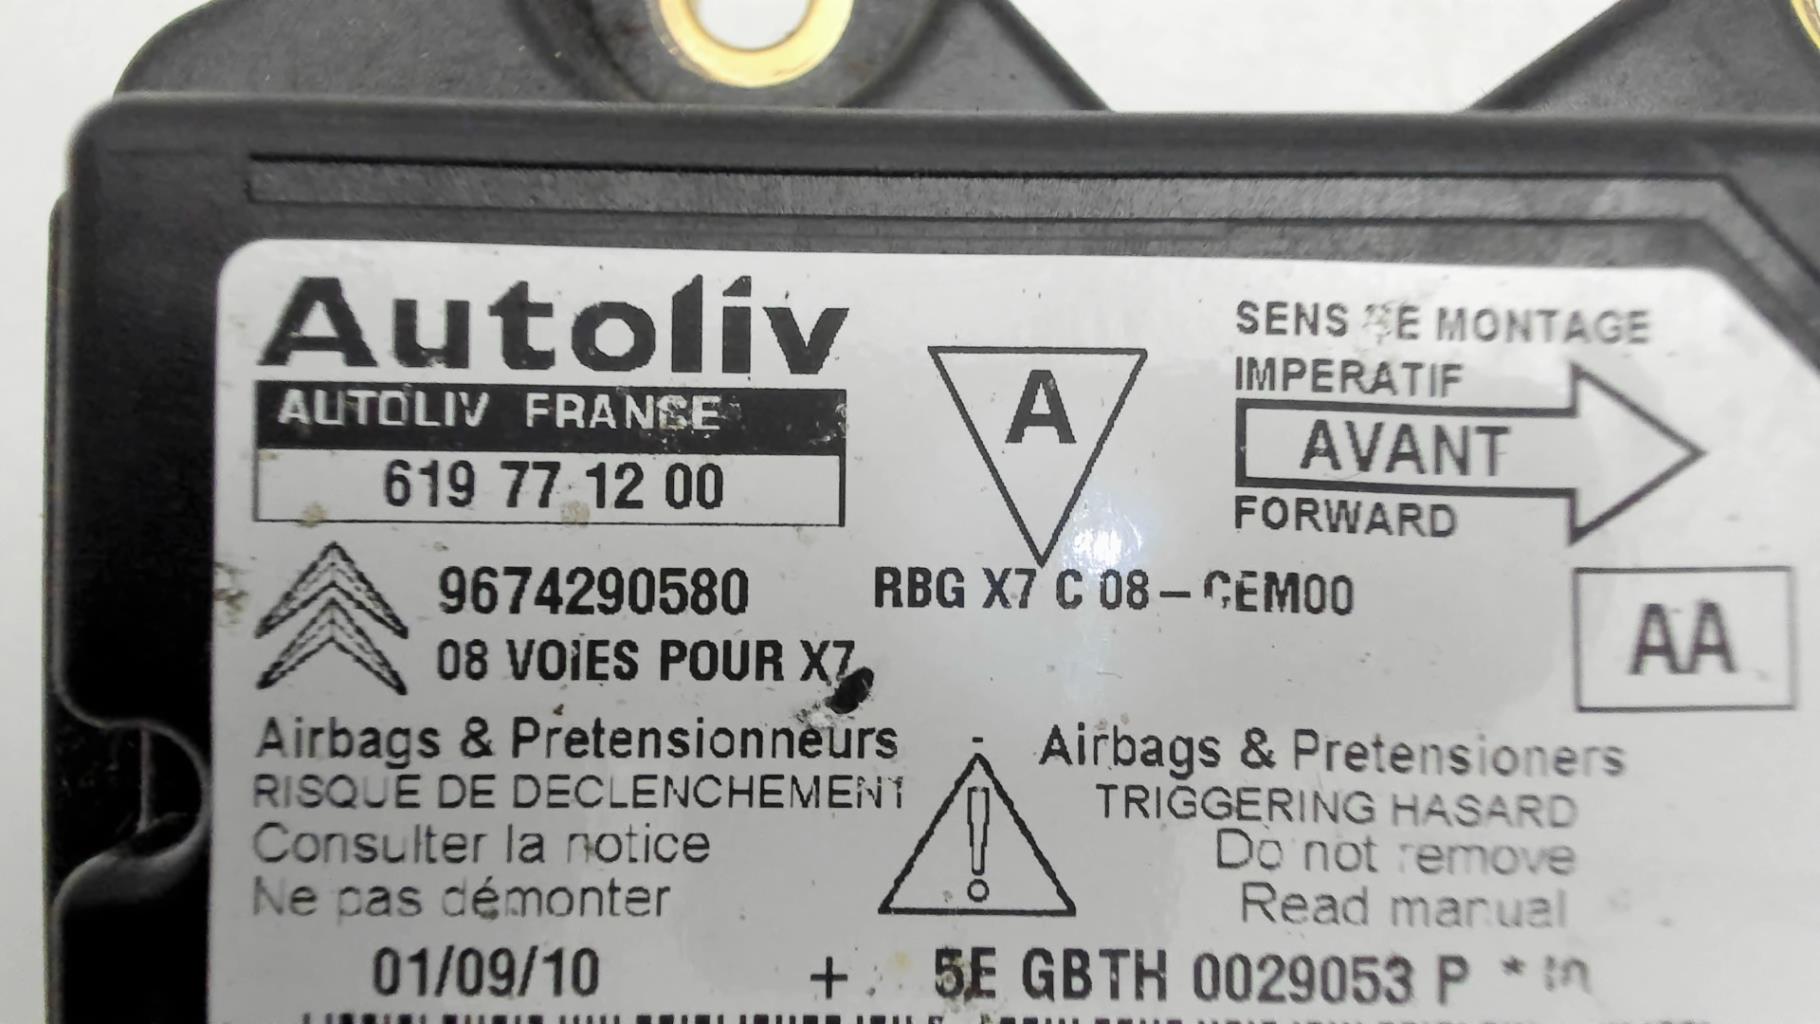 Autoliv
AUTOLIV FRANCE
619 77 12 00
A
SENS DE MONTAGE
IMPERATIF
AVANT
FORWARD
9674290580
RBG X7 C 08 – CEM00
08 VOIES POUR X7
AA
Airbags & Pretensionneurs
RISQUE DE DECLENCHEMENT
Consulter la notice
Ne pas démonter
!
Airbags & Pretensioners
TRIGGERING HASARD
Do not remove
Read manual
01/09/10 + 5E GBTH 0029053 P *